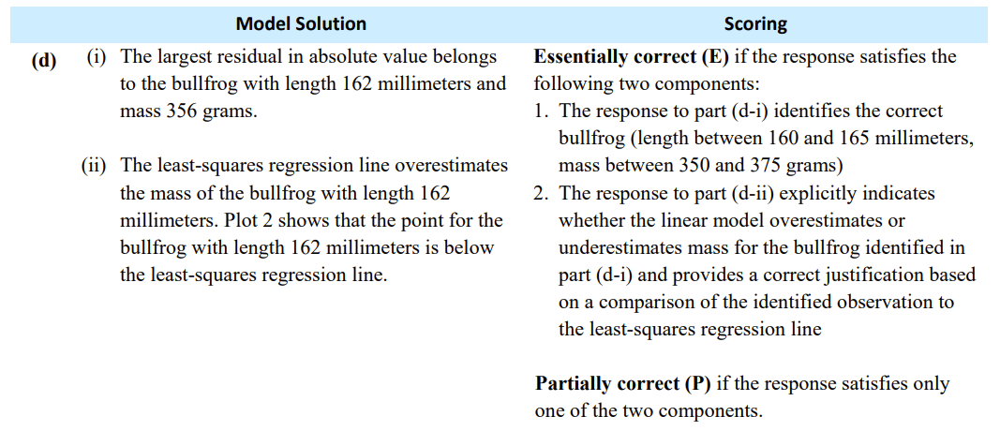 Model Solution
Scoring
(d) (i) The largest residual in absolute value belongs
to the bullfrog with length 162 millimeters and
mass 356 grams.
(ii) The least-squares regression line overestimates
the mass of the bullfrog with length 162
millimeters. Plot 2 shows that the point for the
bullfrog with length 162 millimeters is below
the least-squares regression line.
Essentially correct (E) if the response satisfies the
following two components:
1. The response to part (d-i) identifies the correct
bullfrog (length between 160 and 165 millimeters,
mass between 350 and 375 grams)
2. The response to part (d-ii) explicitly indicates
whether the linear model overestimates or
underestimates mass for the bullfrog identified in
part (d-i) and provides a correct justification based
on a comparison of the identified observation to
the least-squares regression line
Partially correct (P) if the response satisfies only
one of the two components.